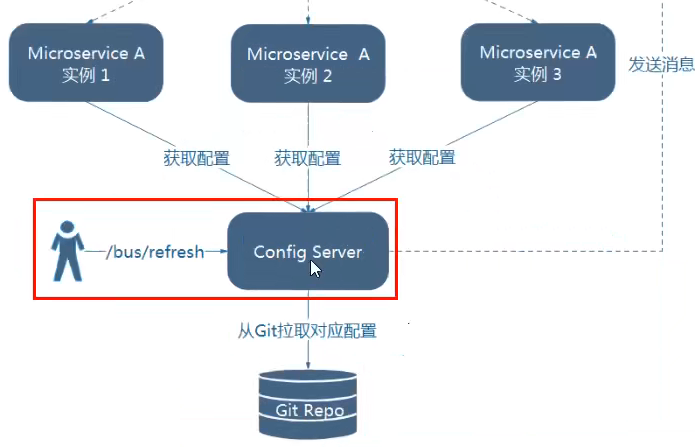 Microservice A
实例 1
Microservice A
实例 2
Microservice A
实例 3
发送消息
获取配置
获取配置
获取配置
/bus/refresh
Config Server
从Git拉取对应配置
Git Repo